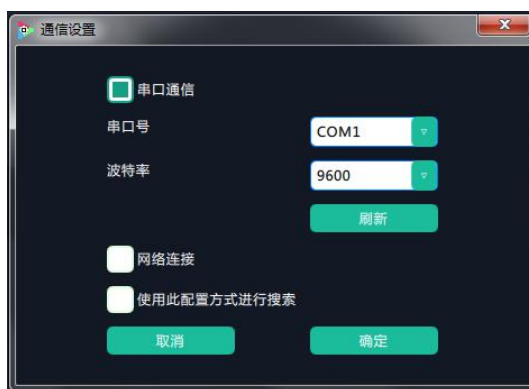 通信设置
串口通信
串口号 COM1
波特率 9600
刷新
网络连接
使用此配置方式进行搜索
取消 确定